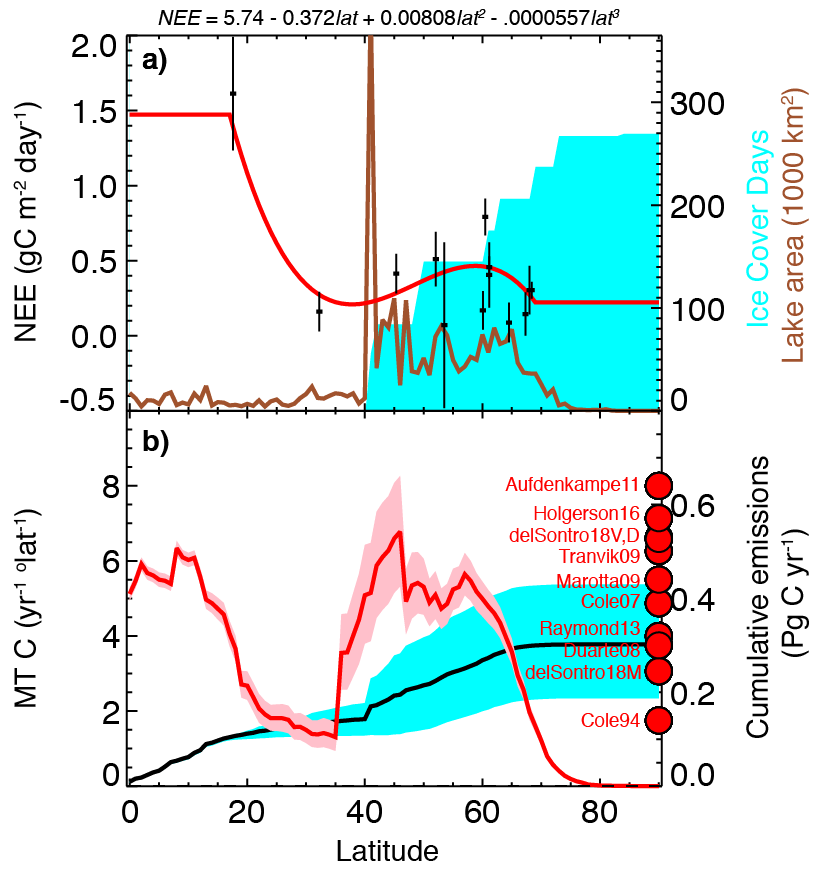 NEE = 5.74 - 0.372lat + 0.00808lat² - .0000557lat³
a)
2.0
1.5
1.0
0.5
0.0
-0.5
NEE (gC m⁻² day⁻¹)
300
200
100
0
Ice Cover Days
Lake area (1000 km²)
b)
8
6
4
2
0
MT C (yr⁻¹ ºlat⁻¹)
Aufdenkampe11
Holgerson16
delSontro18V,D
Tranvik09
Marotta09
Cole07
Raymond13
Duarte08
delSontro18M
Cole94
0.6
0.4
0.2
0.0
Cumulative emissions
(Pg C yr⁻¹)
0
20
40
60
80
Latitude